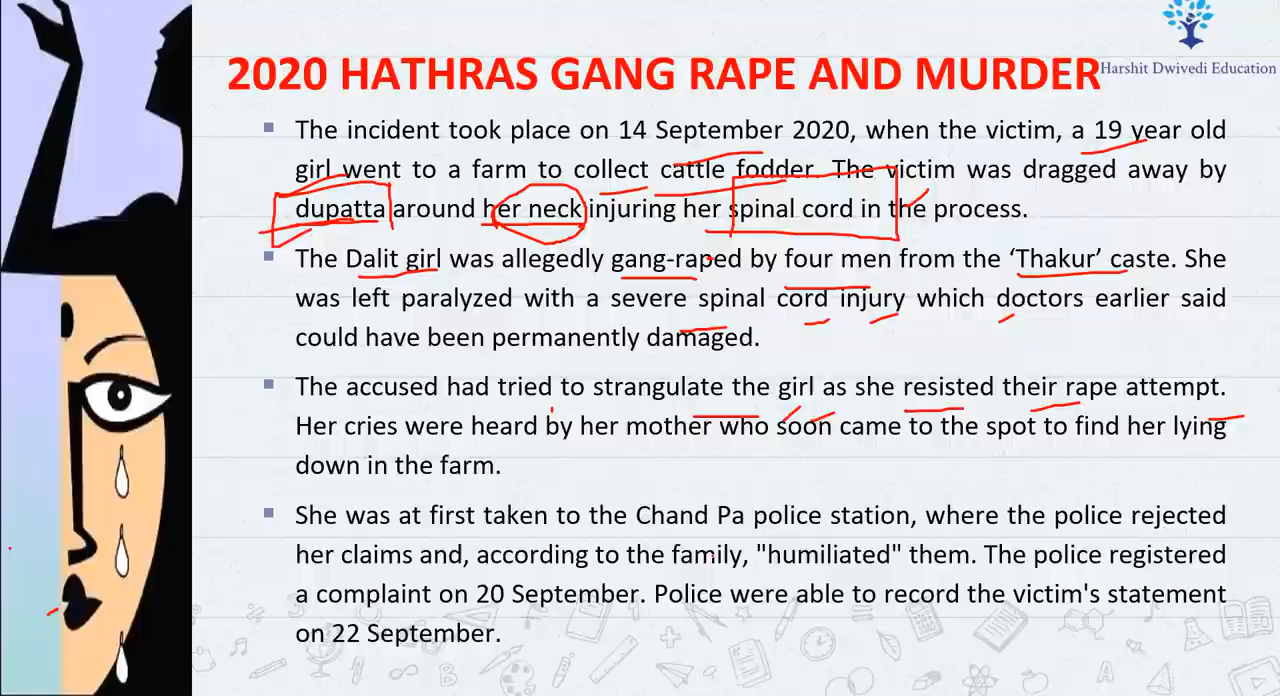 Harshit Dwivedi Education
2020 HATHRAS GANG RAPE AND MURDER
The incident took place on 14 September 2020, when the victim, a 19 year old
girl went to a farm to collect cattle fodder. The victim was dragged away by
dupatta around her neck injuring her spinal cord in the process.
The Dalit girl was allegedly gang-raped by four men from the ‘Thakur’ caste. She
was left paralyzed with a severe spinal cord injury which doctors earlier said
could have been permanently damaged.
The accused had tried to strangulate the girl as she resisted their rape attempt.
Her cries were heard by her mother who soon came to the spot to find her lying
down in the farm.
She was at first taken to the Chand Pa police station, where the police rejected
her claims and, according to the family, "humiliated" them. The police registered
a complaint on 20 September. Police were able to record the victim's statement
on 22 September.